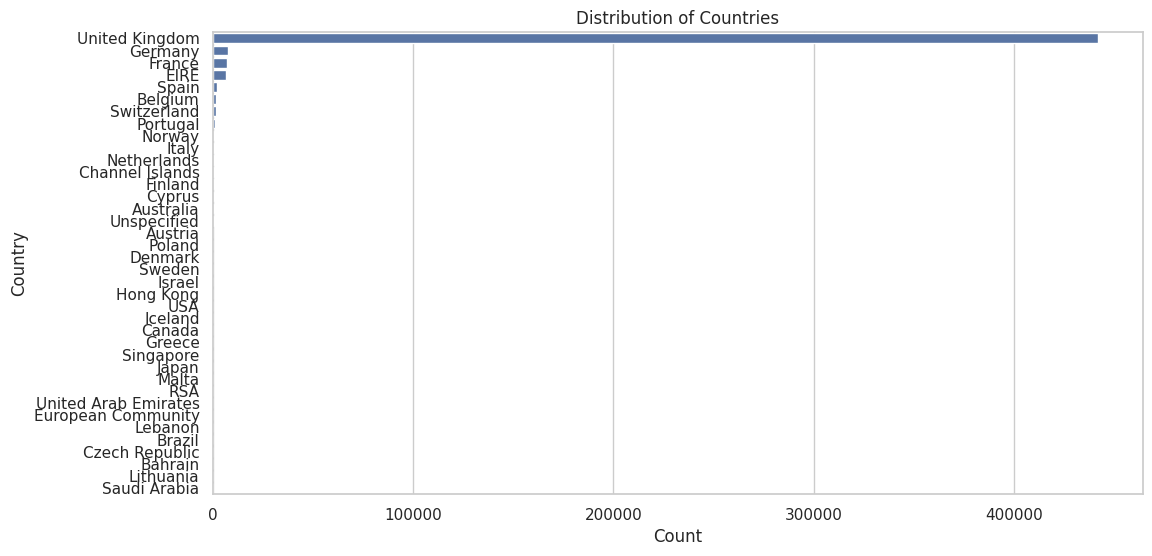 Distribution of Countries
United Kingdom
Germany
France
EIRE
Spain
Belgium
Switzerland
Portugal
Norway
Italy
Netherlands
Channel Islands
Finland
Cyprus
Australia
Unspecified
Austria
Poland
Denmark
Sweden
Israel
Hong Kong
USA
Iceland
Canada
Greece
Singapore
Japan
Malta
RSA
United Arab Emirates
European Community
Lebanon
Brazil
Czech Republic
Bahrain
Lithuania
Saudi Arabia
Country
0 100000 200000 300000 400000
Count